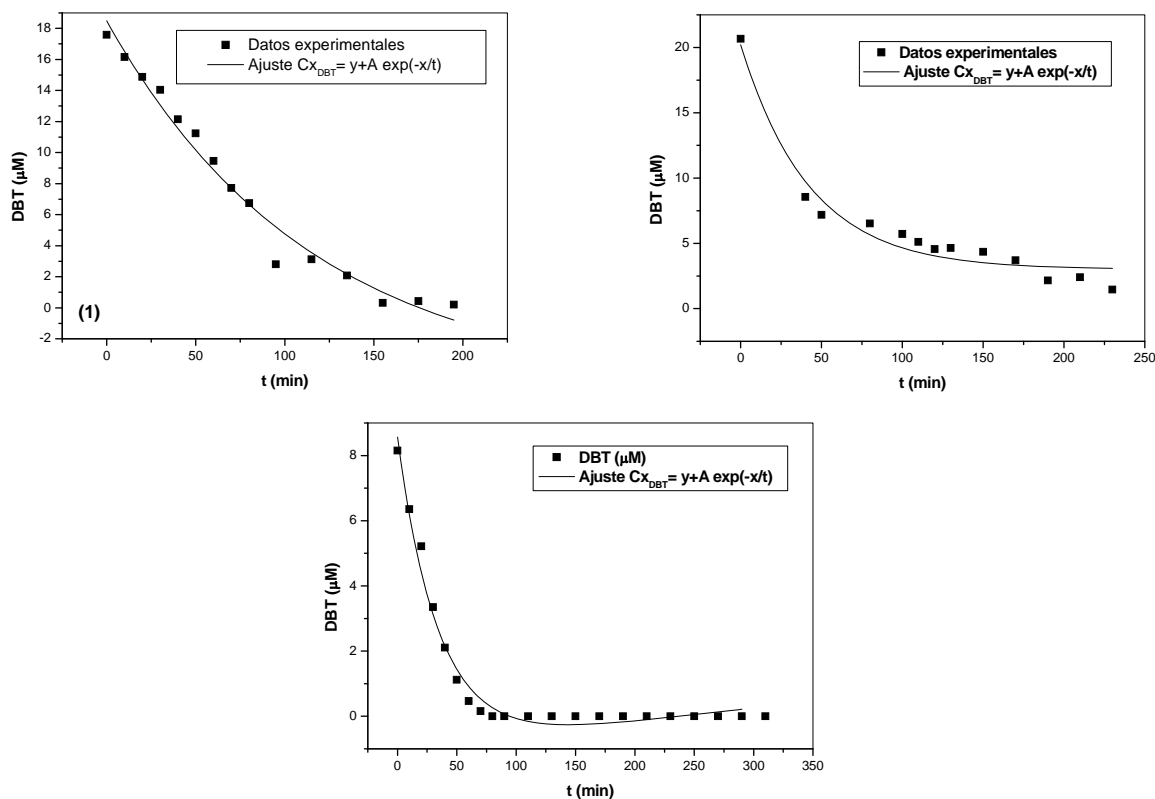 18
16
14
12
10
8
6
4
2
0
-2
DBT (μM)
Datos experimentales
Ajuste Cx_DBT= y+A exp(-x/t)
(1)
0 50 100 150 200
t (min)
20
15
10
5
0
DBT (μM)
Datos experimentales
Ajuste Cx_DBT= y+A exp(-x/t)
0 50 100 150 200 250
t (min)
8
6
4
2
0
DBT (μM)
DBT (μM)
Ajuste Cx_DBT= y+A exp(-x/t)
0 50 100 150 200 250 300 350
t (min)